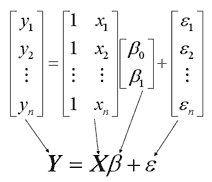 [y₁ y₂ ⋮ yₙ] = [1 x₁ 1 x₂ ⋮ ⋮ 1 xₙ] [β₀ β₁] + [ε₁ ε₂ ⋮ εₙ]
Y = Xβ + ε